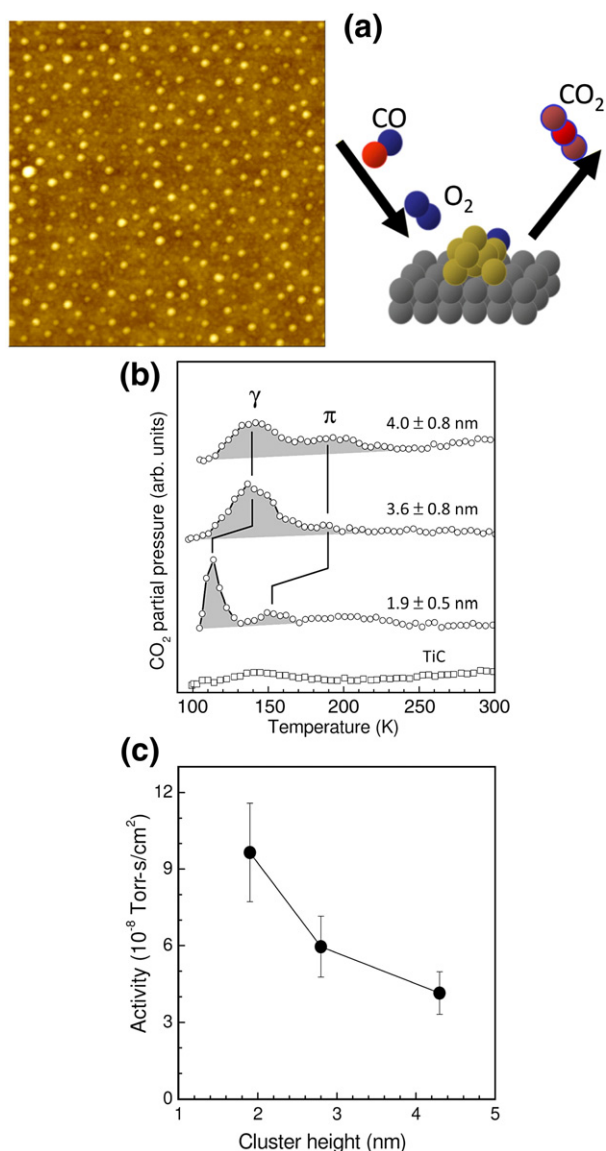 (a)
CO
O₂
CO₂
(b)
γ
π
4.0 ± 0.8 nm
3.6 ± 0.8 nm
1.9 ± 0.5 nm
TiC
CO₂ partial pressure (arb. units)
100 150 200 250 300
Temperature (K)
(c)
12
9
6
3
0
Activity (10⁻⁸ Torr-s/cm²)
1 2 3 4 5
Cluster height (nm)